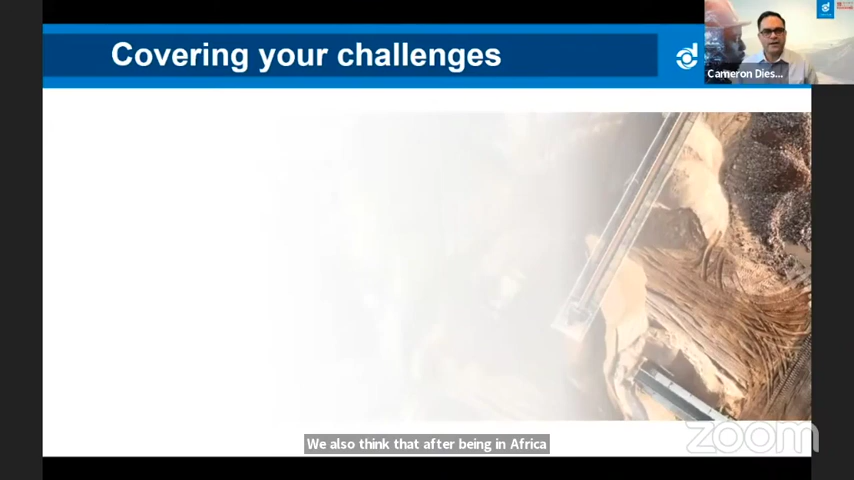 Covering your challenges
Cameron Dies...
We also think that after being in Africa
zoom